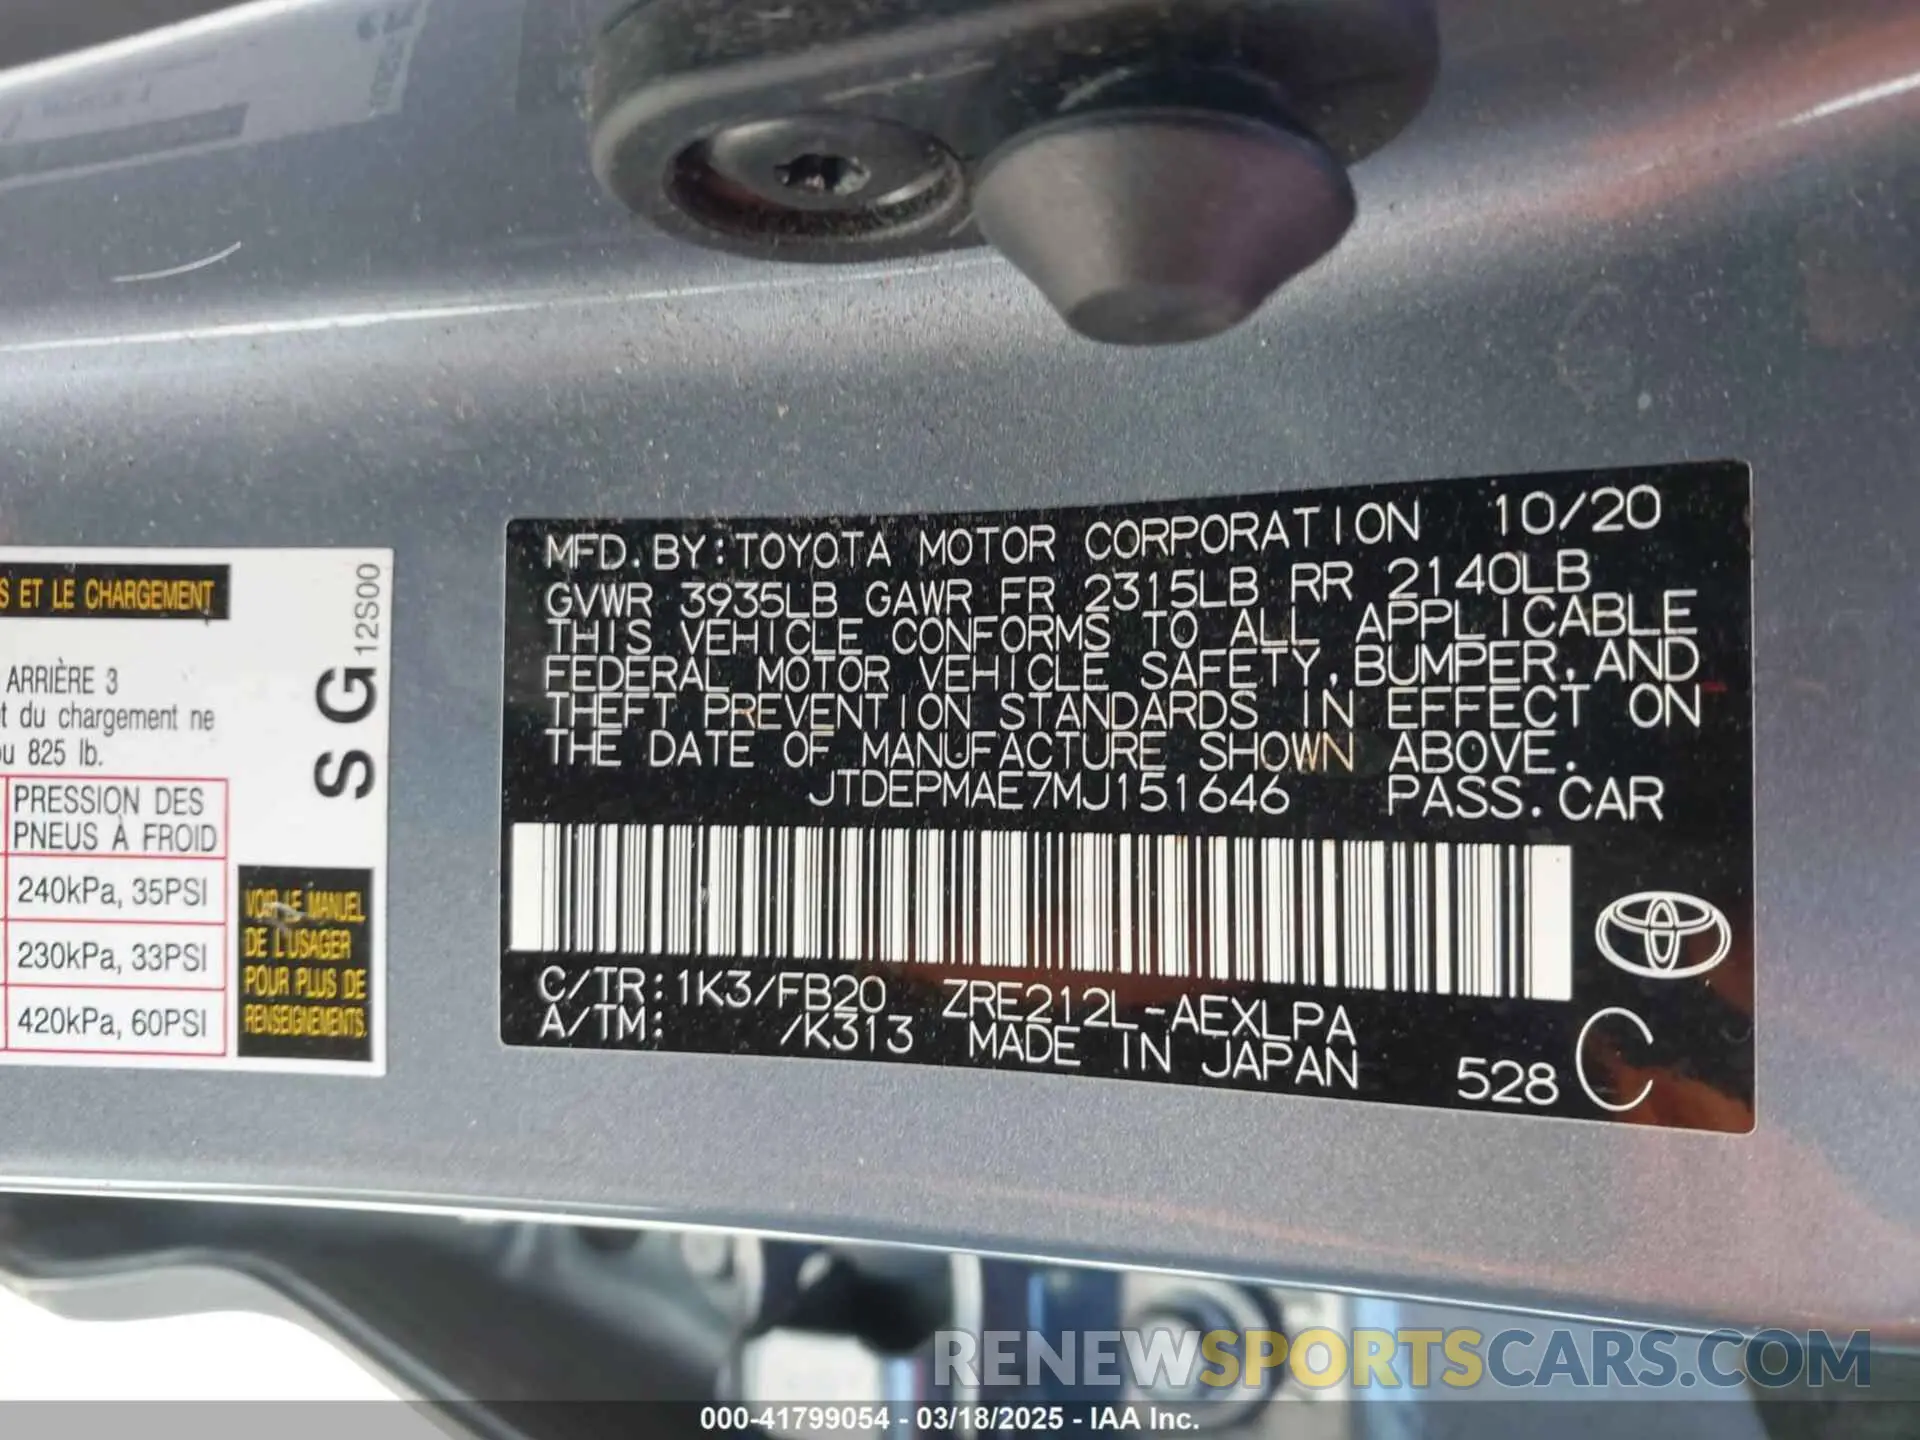 S ET LE CHARGEMENT
ARRIÈRE 3
t du chargement ne
u 825 lb.
PRESSION DES
PNEUS À FROID
240kPa, 35PSI
230kPa, 33PSI
420kPa, 60PSI
SG
12S00
VOIR LE MANUEL
DE L'USAGER
POUR PLUS DE
RENSEIGNEMENTS.
MFD. BY: TOYOTA MOTOR CORPORATION 10/20
GVWR 3935LB GAWR FR 2315LB RR 2140LB
THIS VEHICLE CONFORMS TO ALL APPLICABLE
FEDERAL MOTOR VEHICLE SAFETY, BUMPER, AND
THEFT PREVENTION STANDARDS IN EFFECT ON
THE DATE OF MANUFACTURE SHOWN ABOVE.
JTDEPMAE7MJ151646 PASS. CAR
C/TR: 1K3/FB20 ZRE212L-AEXLPA
A/TM: /K313 MADE IN JAPAN 528 C
RENEWSPORTSCARS.COM
000-41799054 - 03/18/2025 - IAA Inc.